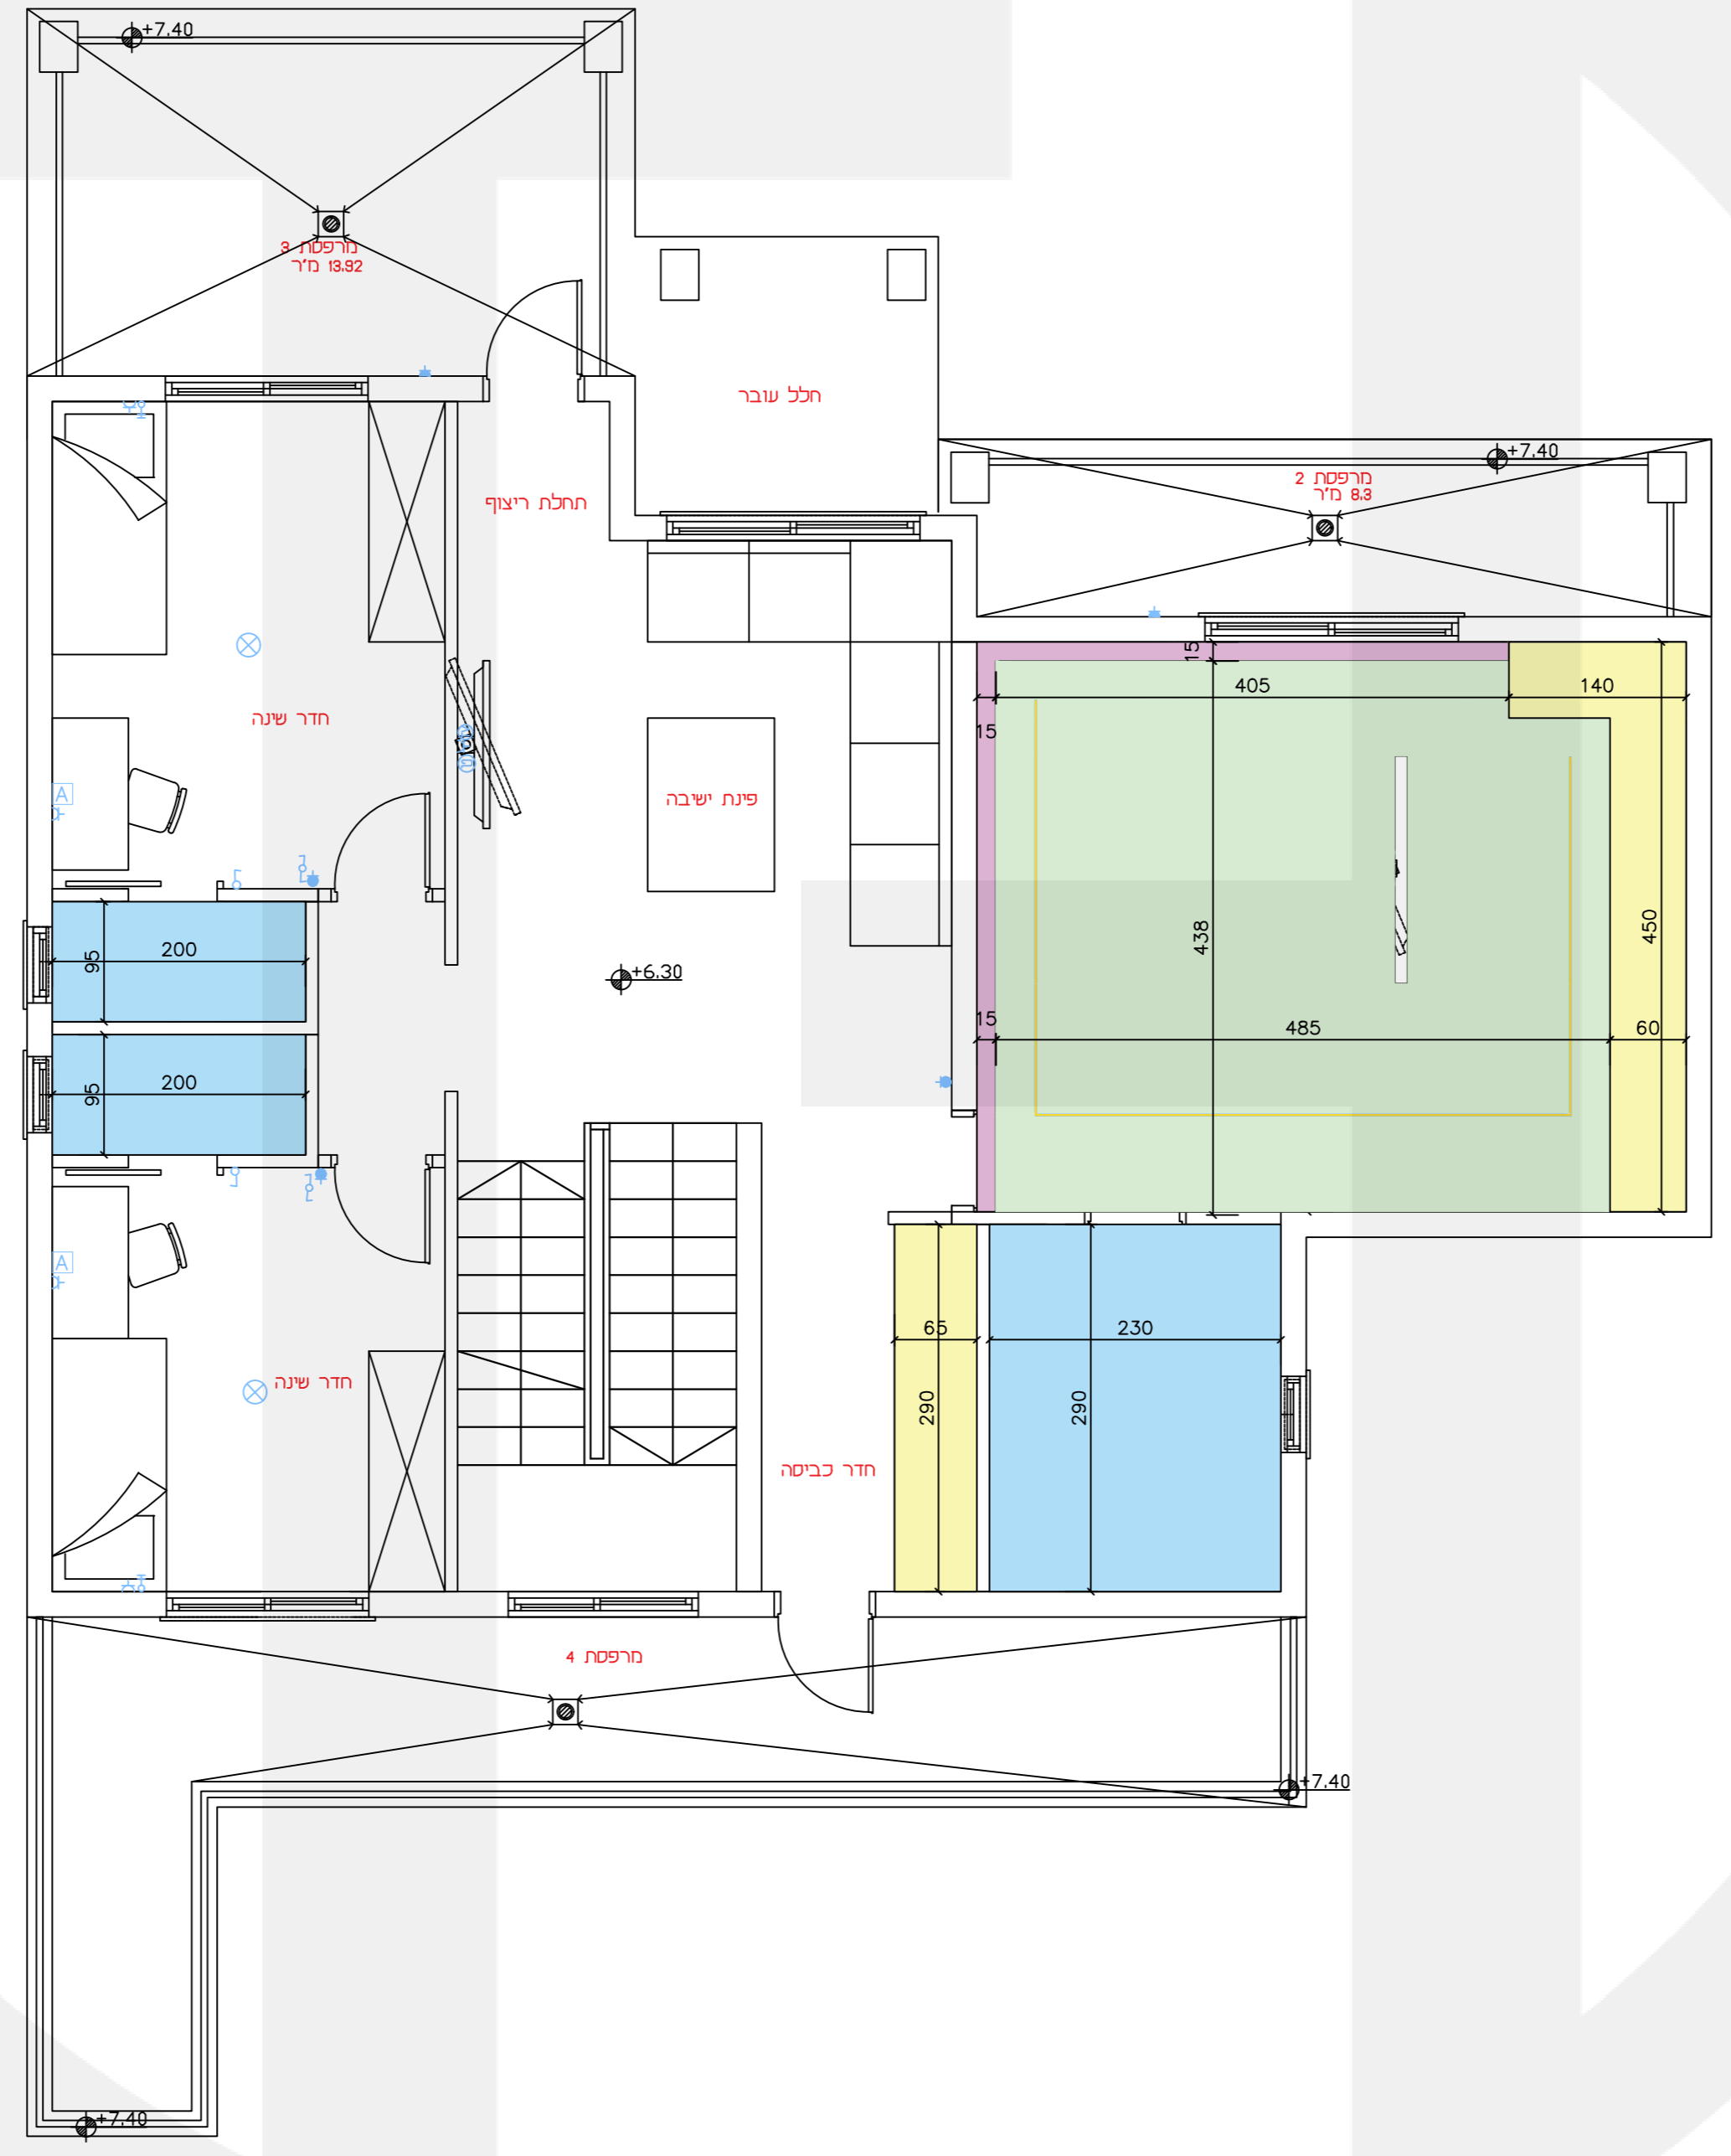 +7.40
מרפסת 3
13.92 מ"ר
חלל עובר
+7.40
מרפסת 2
8.3 מ"ר
תחלת ריצוף
15
405
140
15
חדר שינה
פינת ישיבה
A
438
450
95
200
+6.30
15
485
60
95
200
A
65
230
290
290
חדר שינה
חדר כביסה
מרפסת 4
+7.40
+7.40